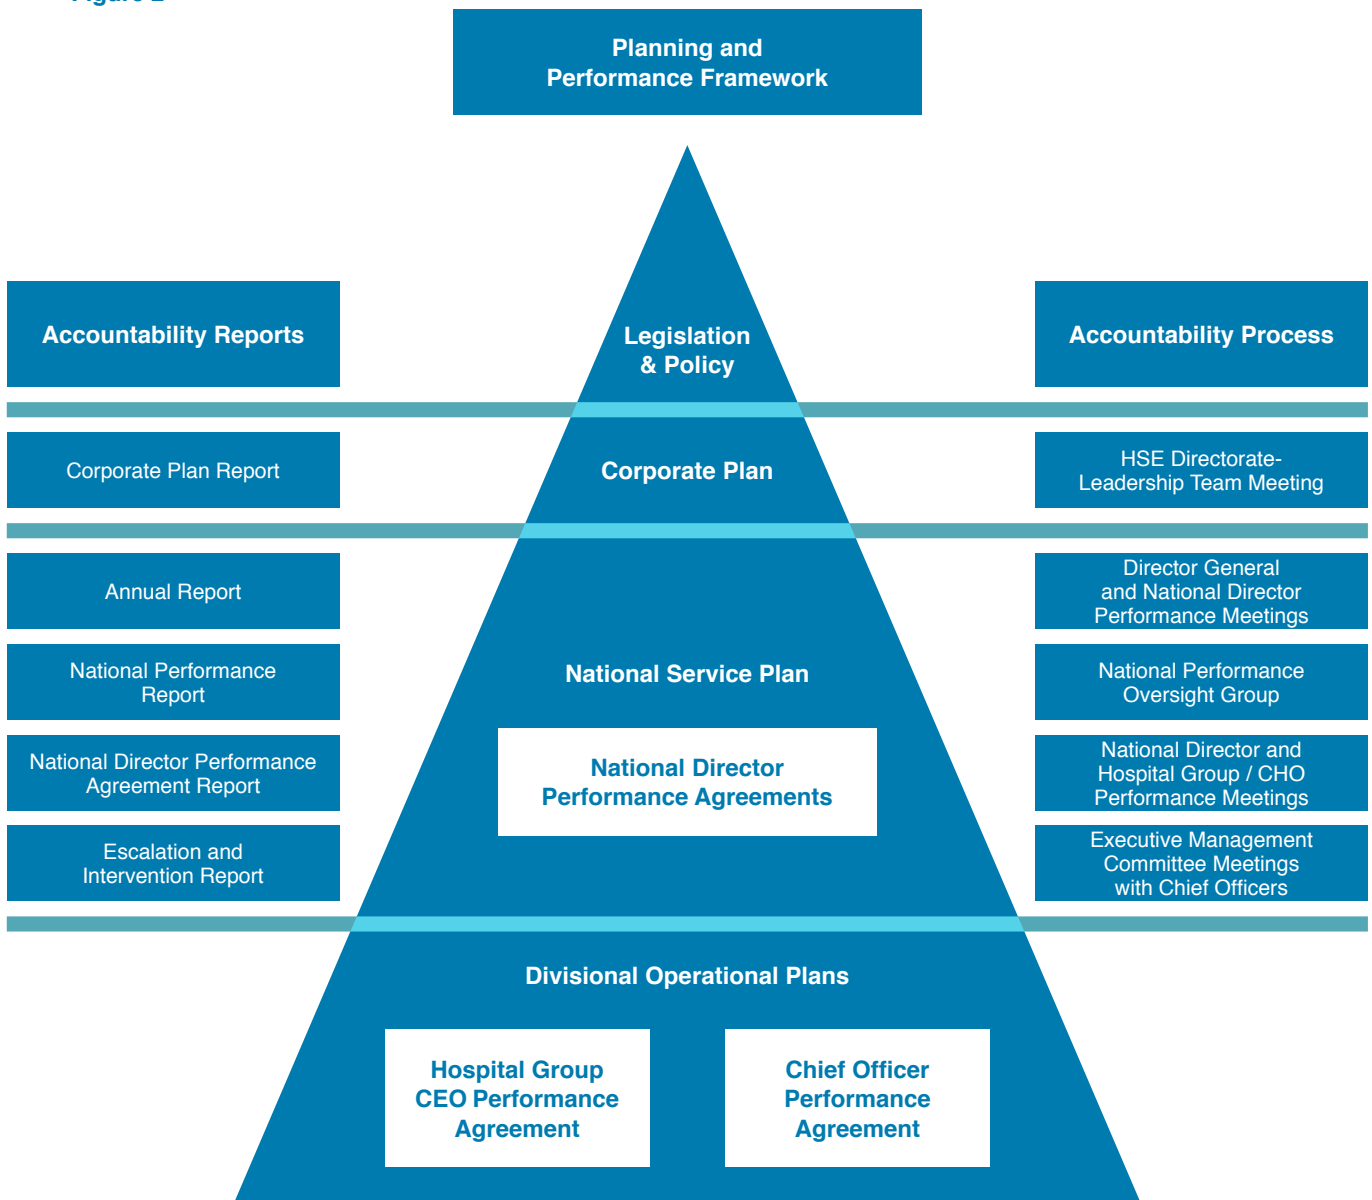 Figure 2
Planning and
Performance Framework
Accountability Reports
Legislation
& Policy
Accountability Process
Corporate Plan Report
Corporate Plan
HSE Directorate-
Leadership Team Meeting
Annual Report
Director General
and National Director
Performance Meetings
National Performance
Report
National Service Plan
National Performance
Oversight Group
National Director Performance
Agreement Report
National Director
Performance Agreements
National Director and
Hospital Group / CHO
Performance Meetings
Escalation and
Intervention Report
Executive Management
Committee Meetings
with Chief Officers
Divisional Operational Plans
Hospital Group
CEO Performance
Agreement
Chief Officer
Performance
Agreement